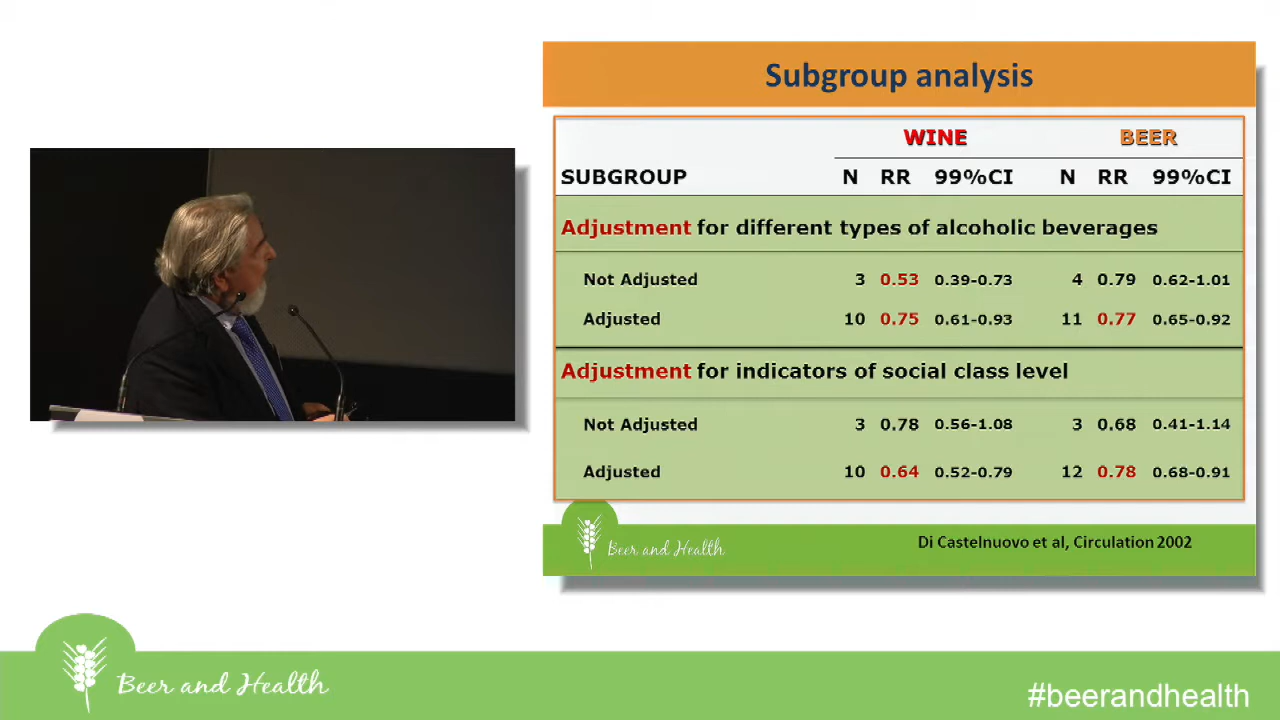 Subgroup analysis
WINE BEER
SUBGROUP N RR 99%CI N RR 99%CI
Adjustment for different types of alcoholic beverages
Not Adjusted 3 0.53 0.39-0.73 4 0.79 0.62-1.01
Adjusted 10 0.75 0.61-0.93 11 0.77 0.65-0.92
Adjustment for indicators of social class level
Not Adjusted 3 0.78 0.56-1.08 3 0.68 0.41-1.14
Adjusted 10 0.64 0.52-0.79 12 0.78 0.68-0.91
Beer and Health
Di Castelnuovo et al, Circulation 2002
Beer and Health
#beerandhealth